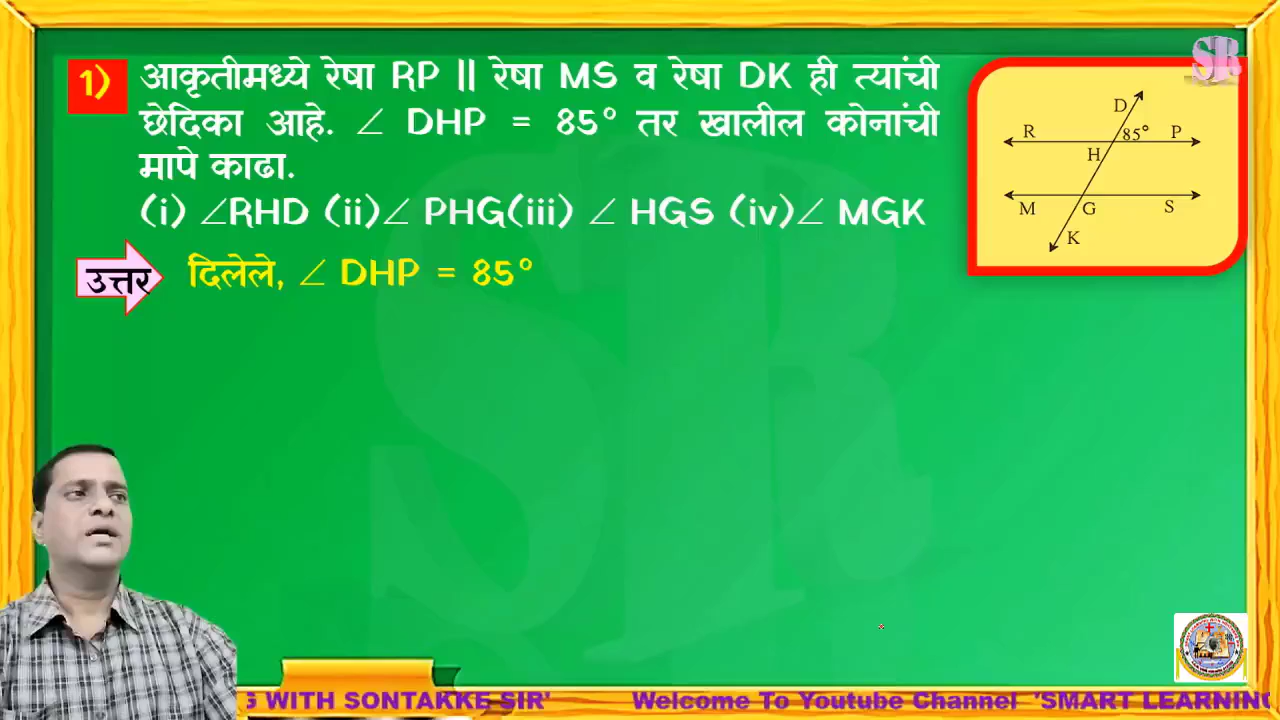 SR
1) आकृतीमध्ये रेषा RP || रेषा MS व रेषा DK ही त्यांची
छेदिका आहे. ∠ DHP = 85° तर खालील कोनांची
मापे काढा.
(i) ∠RHD (ii)∠ PHG(iii) ∠ HGS (iv)∠ MGK
D
R 85° P
H
M G S
K
उत्तर दिलेले, ∠ DHP = 85°
G WITH SONTAKKE SIR' Welcome To Youtube Channel 'SMART LEARNING